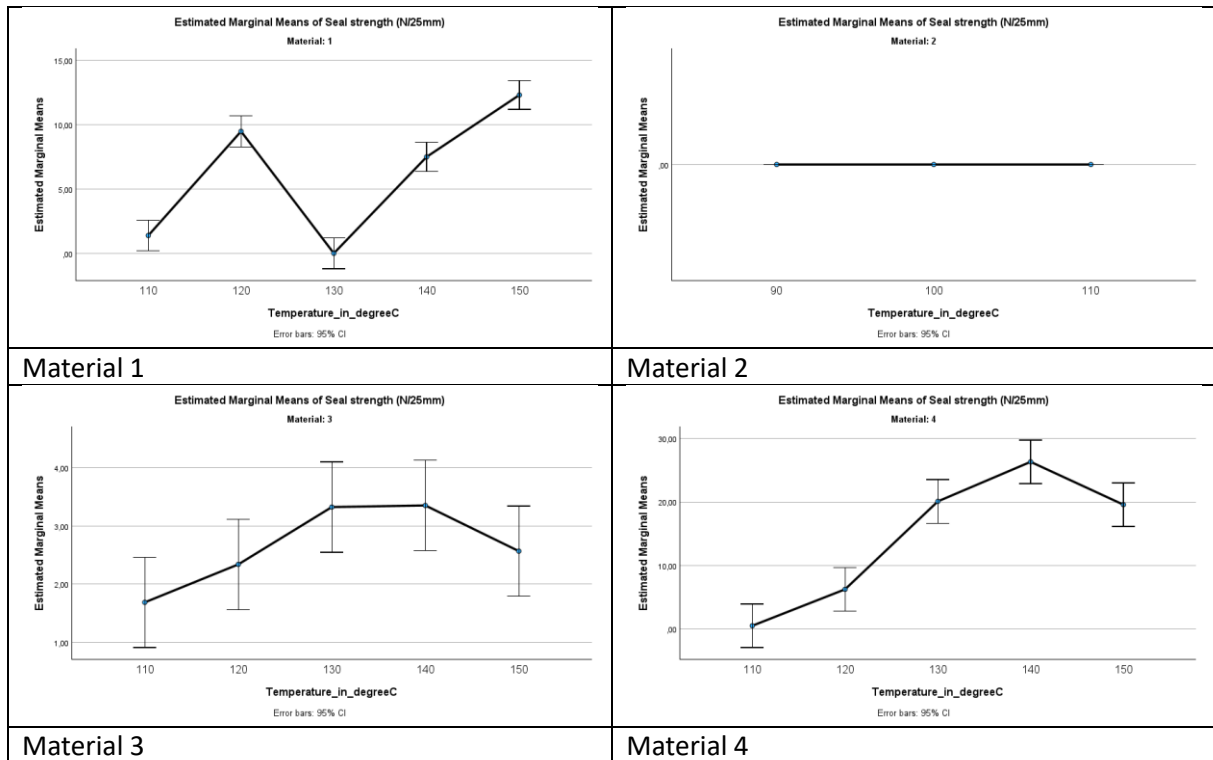 Estimated Marginal Means of Seal strength (N/25mm)
Material: 1
Estimated Marginal Means
15,00
10,00
5,00
,00
110 120 130 140 150
Temperature_in_degreeC
Error bars: 95% CI
Material 1
Estimated Marginal Means of Seal strength (N/25mm)
Material: 2
Estimated Marginal Means
,00
90 100 110
Temperature_in_degreeC
Error bars: 95% CI
Material 2
Estimated Marginal Means of Seal strength (N/25mm)
Material: 3
Estimated Marginal Means
4,00
3,00
2,00
1,00
110 120 130 140 150
Temperature_in_degreeC
Error bars: 95% CI
Material 3
Estimated Marginal Means of Seal strength (N/25mm)
Material: 4
Estimated Marginal Means
30,00
20,00
10,00
,00
110 120 130 140 150
Temperature_in_degreeC
Error bars: 95% CI
Material 4